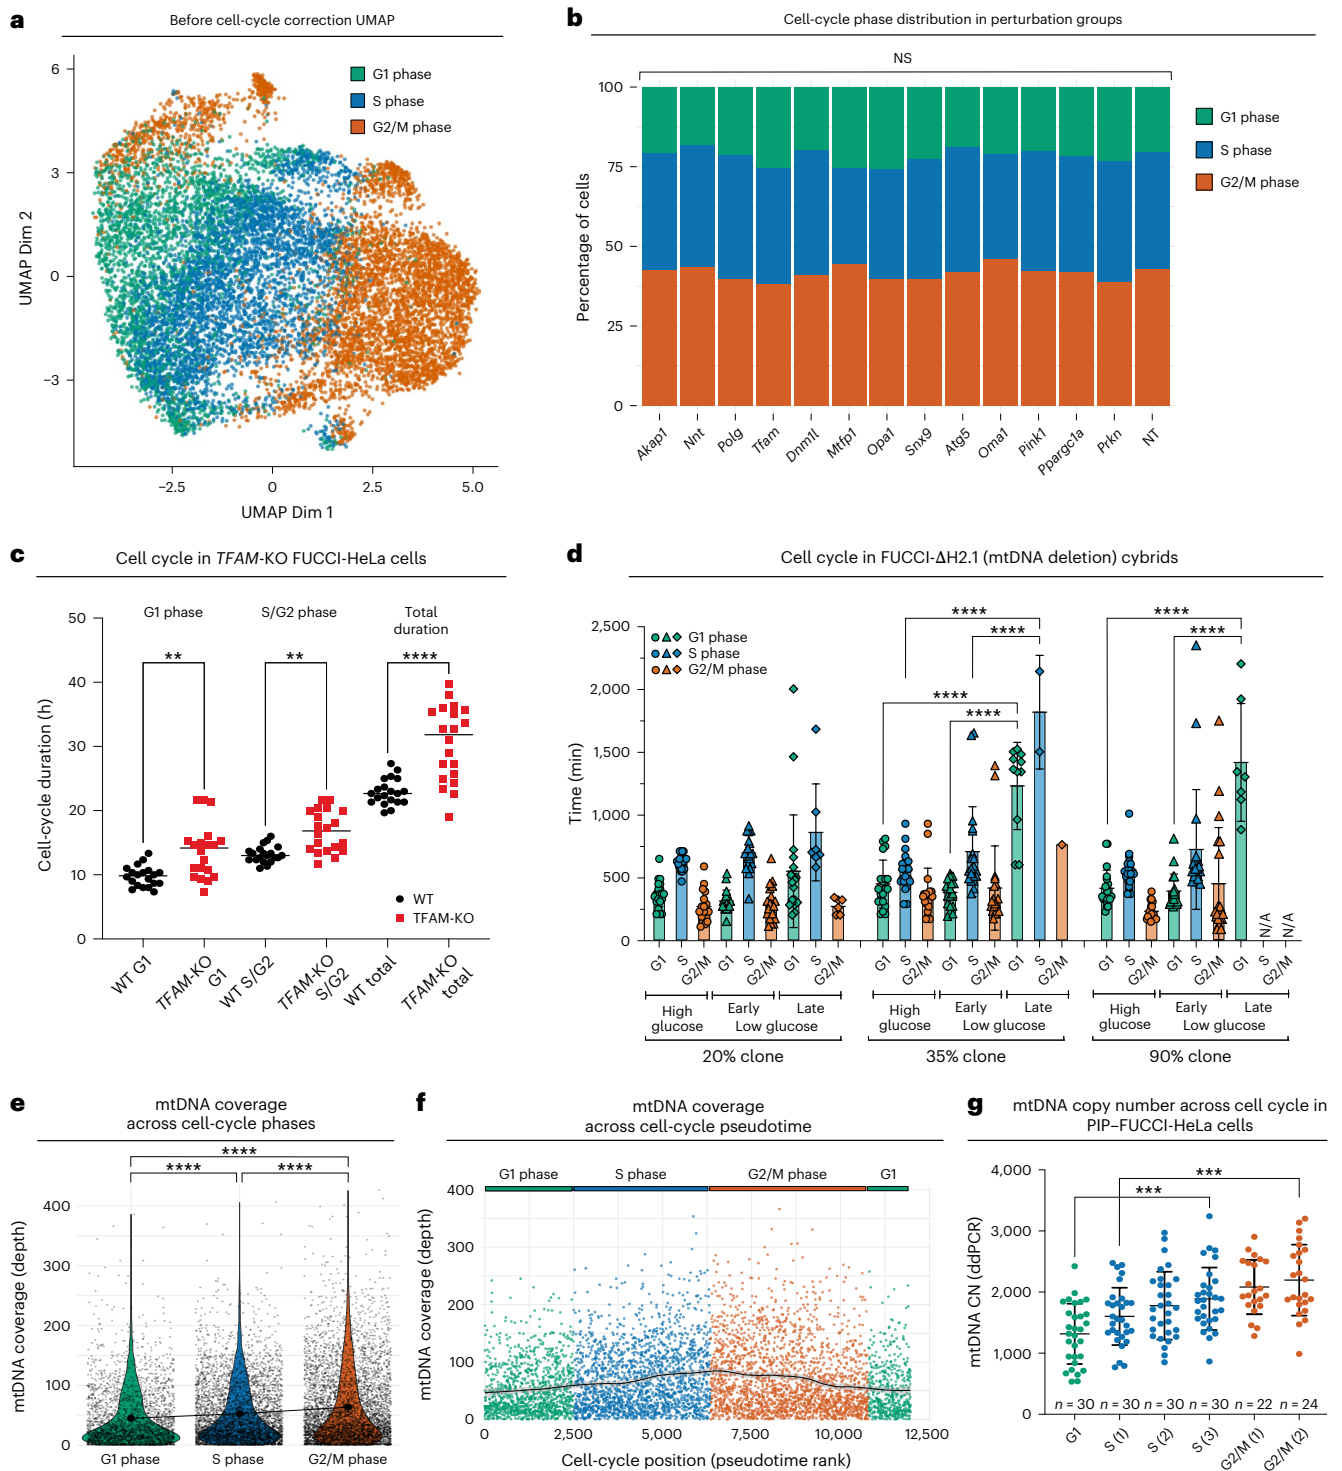 a
Before cell-cycle correction UMAP
6
3
0
−3
UMAP Dim 2
−2.5
0
2.5
5.0
UMAP Dim 1
G1 phase
S phase
G2/M phase
b
Cell-cycle phase distribution in perturbation groups
NS
100
75
50
25
0
Percentage of cells
G1 phase
S phase
G2/M phase
Akap1
Nnt
Polg
Tfam
Dnm1l
Mtfp1
Opa1
Snx9
Atg5
Oma1
Pink1
Ppargc1a
Prkn
NT
c
Cell cycle in TFAM-KO FUCCI-HeLa cells
G1 phase
S/G2 phase
Total
duration
**
**
****
50
40
30
20
10
0
Cell-cycle duration (h)
WT
TFAM-KO
WT G1
TFAM-KO
G1
WT S/G2
TFAM-KO
S/G2
WT total
TFAM-KO
total
d
Cell cycle in FUCCI-ΔH2.1 (mtDNA deletion) cybrids
G1 phase
S phase
G2/M phase
****
****
****
****
****
****
2,500
2,000
1,500
1,000
500
0
Time (min)
N/A
N/A
G1
S
G2/M
G1
S
G2/M
G1
S
G2/M
G1
S
G2/M
G1
S
G2/M
G1
S
G2/M
G1
S
G2/M
G1
S
G2/M
G1
S
G2/M
High
glucose
Early
Late
Low glucose
20% clone
High
glucose
Early
Late
Low glucose
35% clone
High
glucose
Early
Late
Low glucose
90% clone
e
mtDNA coverage
across cell-cycle phases
****
****
****
400
300
200
100
0
mtDNA coverage (depth)
G1 phase
S phase
G2/M phase
f
mtDNA coverage
across cell-cycle pseudotime
G1 phase
S phase
G2/M phase
G1
400
300
200
100
0
mtDNA coverage (depth)
0
2,500
5,000
7,500
10,000
12,500
Cell-cycle position (pseudotime rank)
g
mtDNA copy number across cell cycle in
PIP–FUCCI-HeLa cells
***
***
4,000
3,000
2,000
1,000
0
mtDNA CN (ddPCR)
n = 30
n = 30
n = 30
n = 30
n = 22
n = 24
G1
S (1)
S (2)
S (3)
G2/M (1)
G2/M (2)